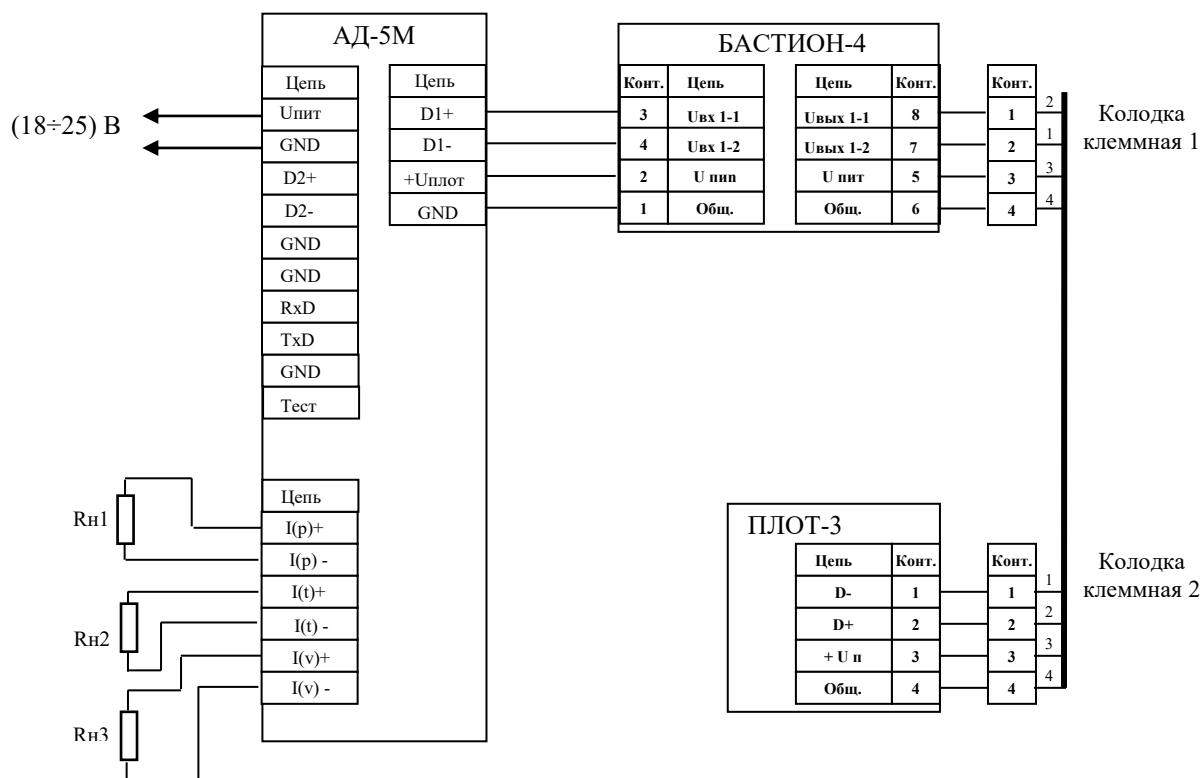 АД-5М
Цепь
Uпит
GND
D2+
D2-
GND
GND
RxD
TxD
GND
Тест
Цепь
D1+
D1-
+Uплот
GND
(18÷25) В
БАСТИОН-4
Конт. Цепь
3 Uвх 1-1
4 Uвх 1-2
2 U пип
1 Общ.
Цепь Конт.
Uвых 1-1 8
Uвых 1-2 7
U пит 5
Общ. 6
Конт.
1 2
2 1
3 3
4 4
Колодка
клеммная 1
Цепь
I(p)+
I(p) -
I(t)+
I(t) -
I(v)+
I(v) -
Rн1
Rн2
Rн3
ПЛОТ-3
Цепь Конт.
D- 1
D+ 2
+ U п 3
Общ. 4
Конт.
1 1
2 2
3 3
4 4
Колодка
клеммная 2